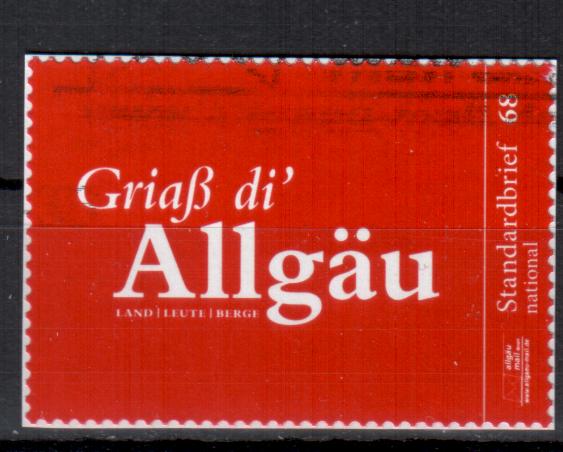 Griaß di’
Allgäu
LAND | LEUTE | BERGE
Standardbrief 68
national
allgäu
mail
www.allgaeu-mail.de